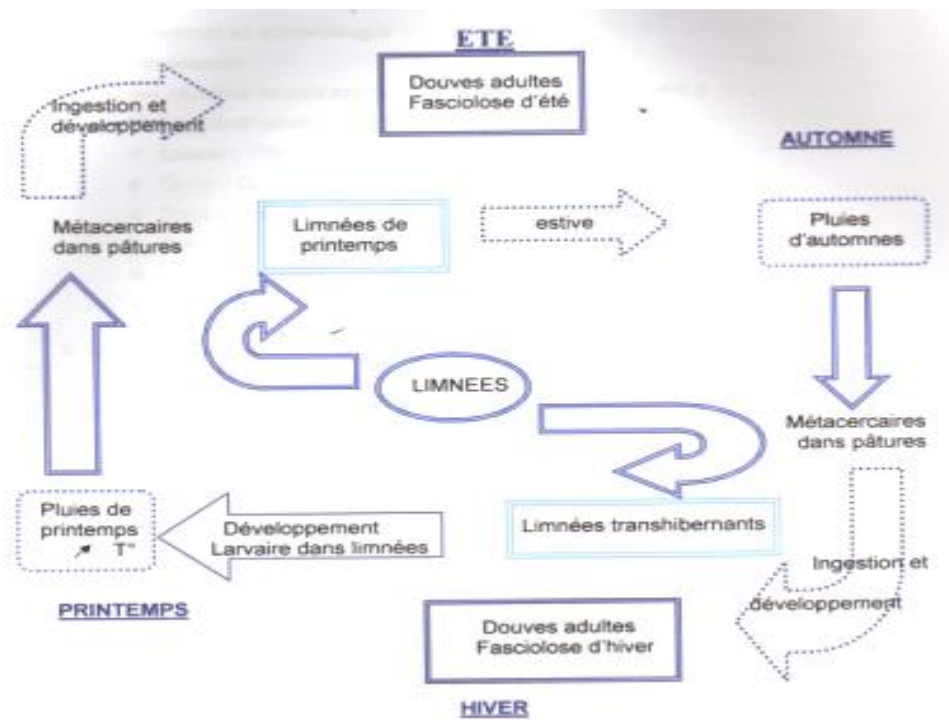 ETE
Douves adultes
Fasciolose d'été
Ingestion et
développement
AUTOMNE
Métacercaires
dans pâtures
Limnées de
printemps
estive
Pluies
d'automnes
LIMNEES
Métacercaires
dans pâtures
Pluies de
printemps
↗ T°
Développement
Larvaire dans limnées
Limnées transhibernants
Ingestion et
développement
PRINTEMPS
Douves adultes
Fasciolose d'hiver
HIVER